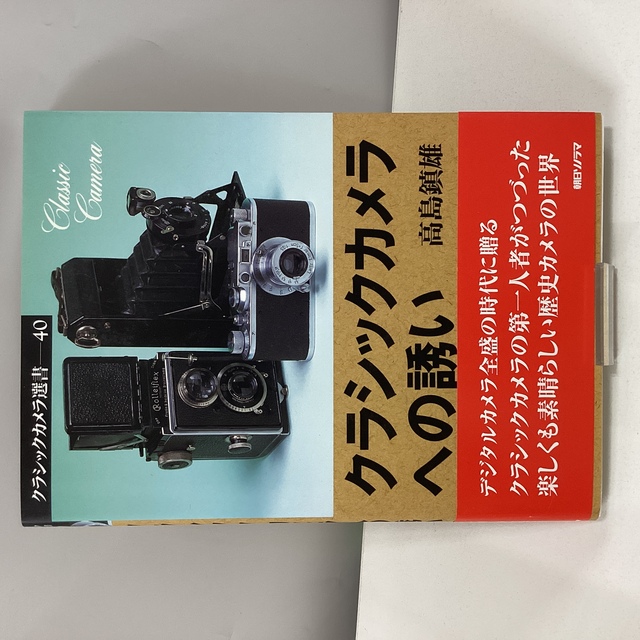 クラシックカメラ選書―40
Classic
Camera
Rolleiflex
クラシックカメラ
への誘い
高島鎮雄
デジタルカメラ全盛の時代に贈る
クラシックカメラの第一人者がつづった
楽しくも素晴らしい歴史カメラの世界
朝日ソノラマ